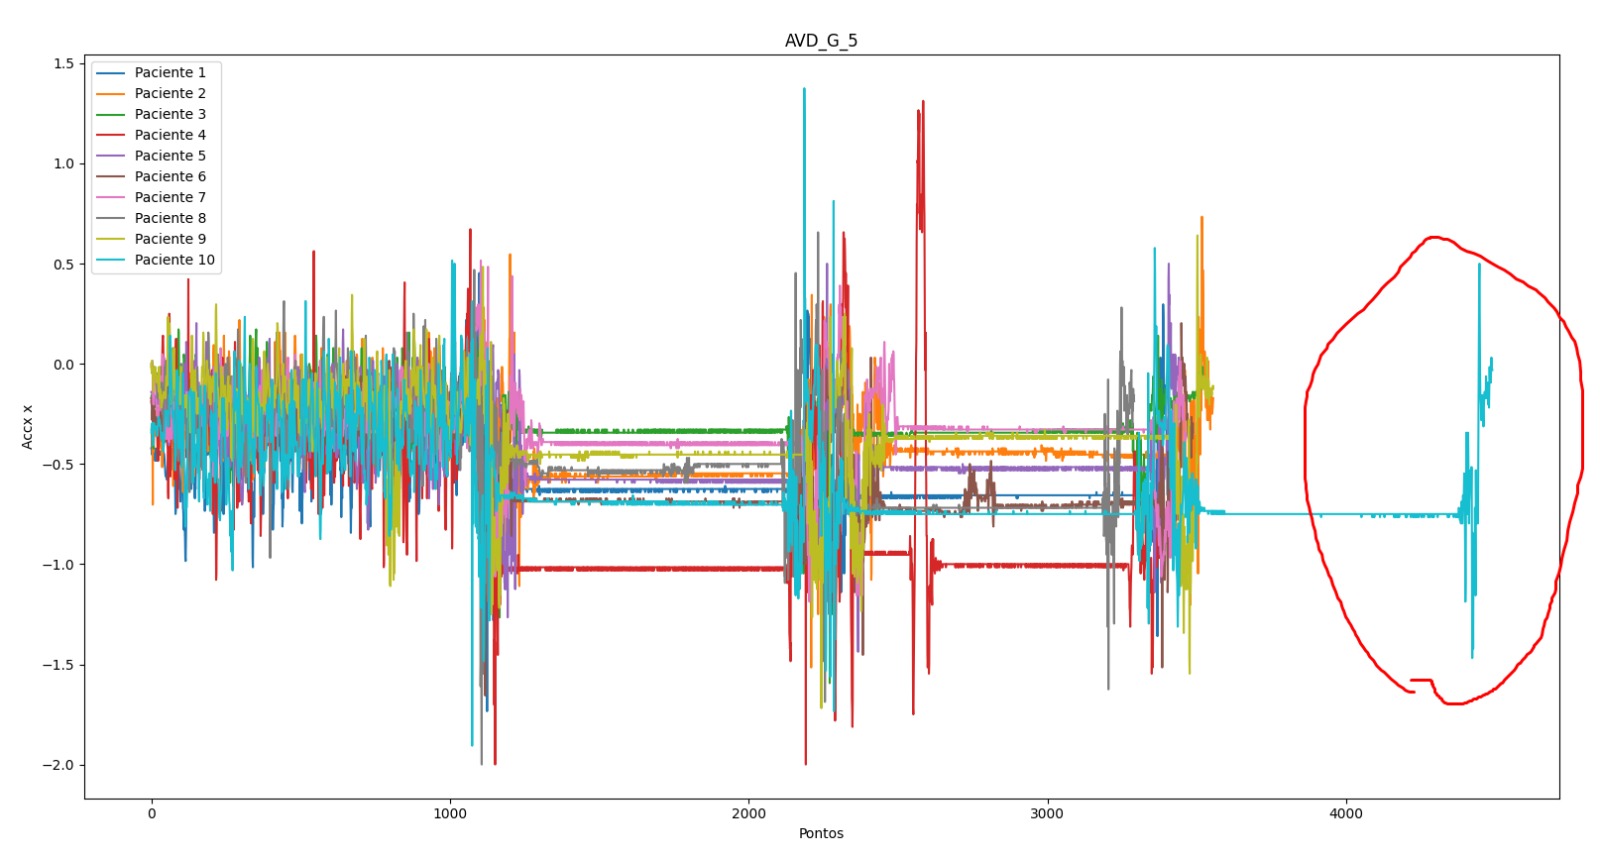 AVD_G_5
1.5
1.0
0.5
0.0
−0.5
−1.0
−1.5
−2.0
Accx x
Paciente 1
Paciente 2
Paciente 3
Paciente 4
Paciente 5
Paciente 6
Paciente 7
Paciente 8
Paciente 9
Paciente 10
0 1000 2000 3000 4000
Pontos